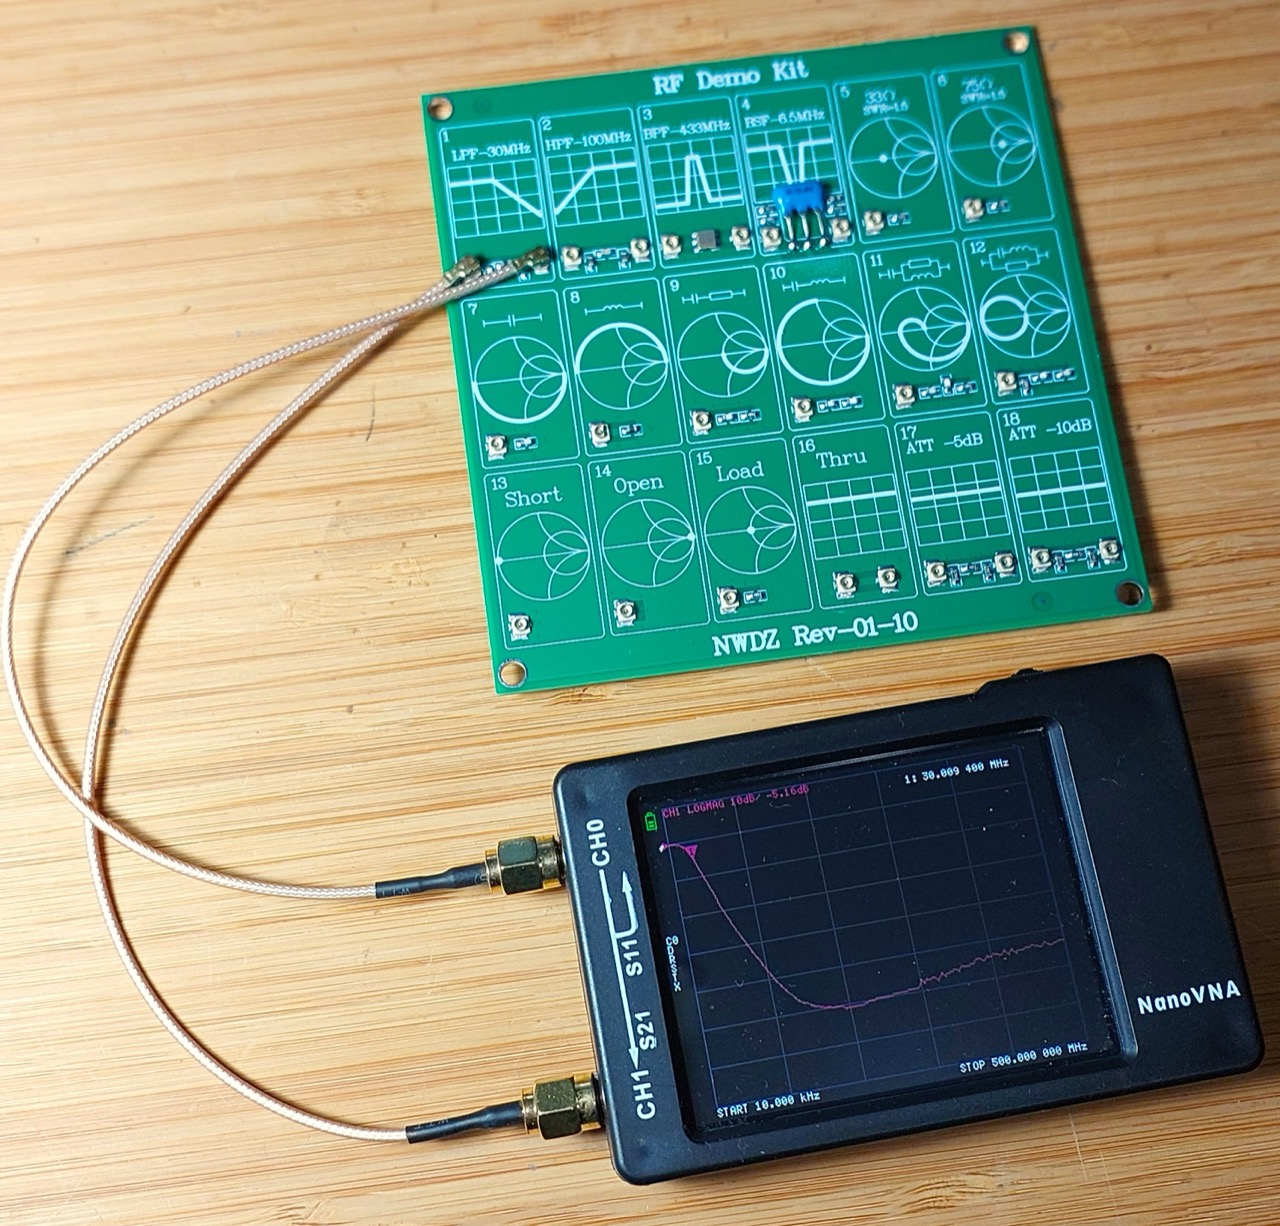 RF Demo Kit
1
LPF-30MHz
2
HPF-100MHz
3
BPF-433MHz
4
BSF-6.5MHz
5
33Ω
SWR=1.5
6
75Ω
SWR=1.5
7
8
9
10
11
12
13
Short
14
Open
15
Load
16
Thru
17
ATT -5dB
18
ATT -10dB
NWDZ Rev-01-10
CH0
S11
S21
CH1
NanoVNA
1: 30.009 400 MHz
CH1 LOGMAG 10dB/ -5.16dB
C0
START 10.000 kHz
STOP 500.000 000 MHz